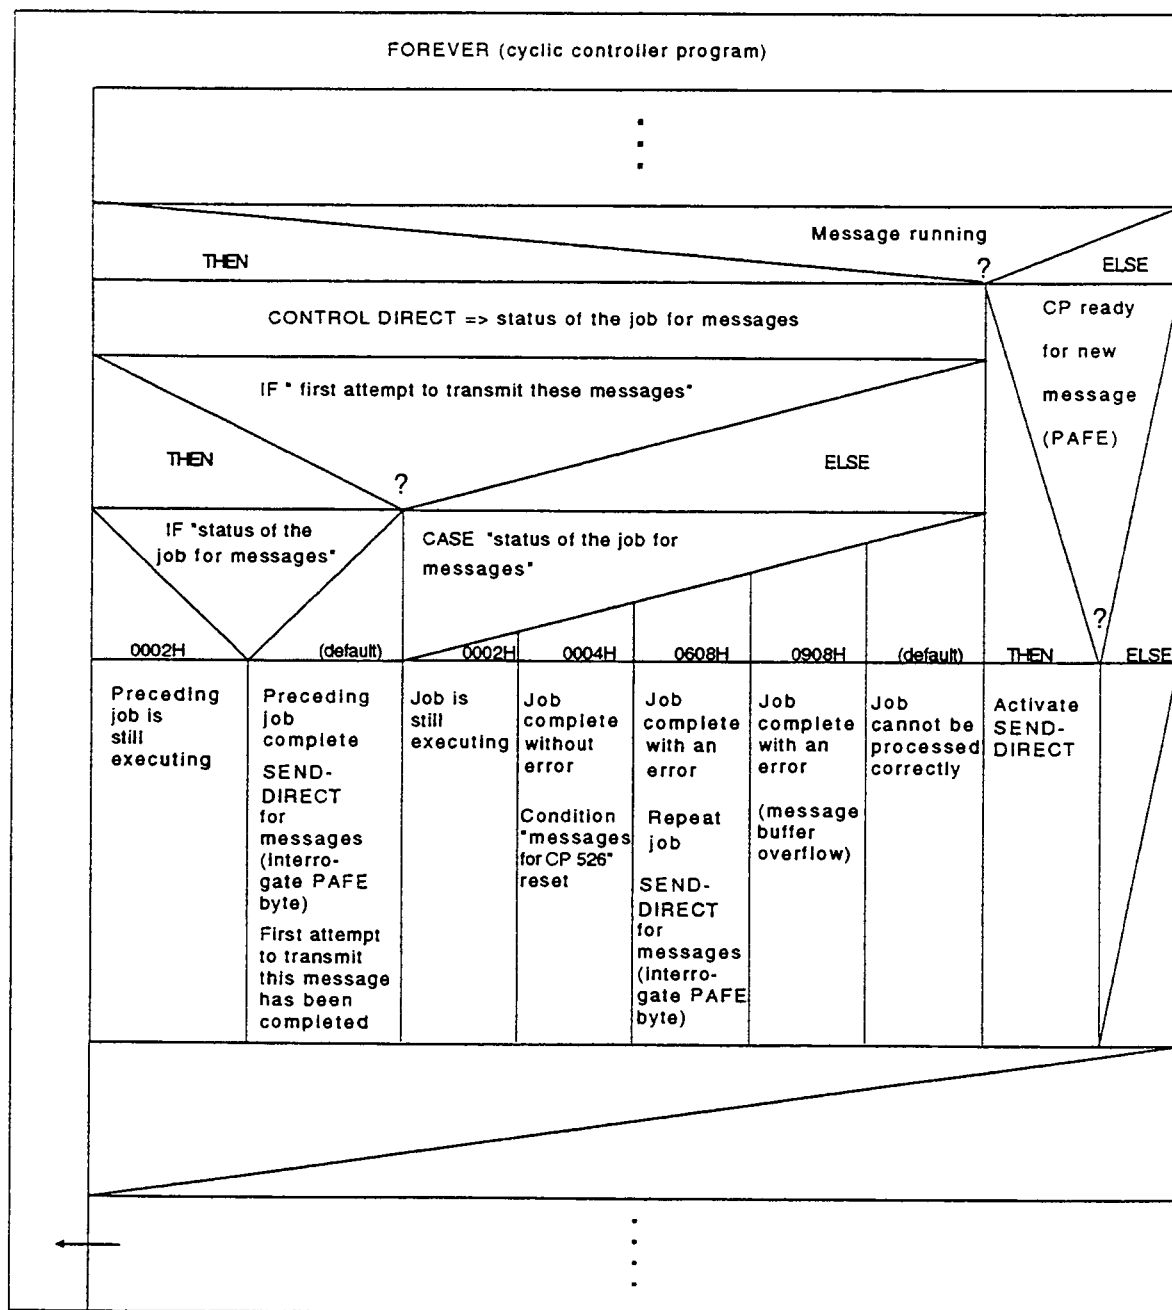 FOREVER (cyclic controller program)
Message running
THEN
?
ELSE
CONTROL DIRECT => status of the job for messages
CP ready
for new
message
(PAFE)
IF " first attempt to transmit these messages"
THEN
?
ELSE
IF "status of the
job for messages"
CASE "status of the job for
messages"
?
0002H
(default)
0002H
0004H
0608H
0908H
(default)
THEN
ELSE
Preceding
job is
still
executing
Preceding
job
complete
SEND-
DIRECT
for
messages
(Interro-
gate PAFE
byte)
First attempt
to transmit
this message
has been
completed
Job is
still
executing
Job
complete
without
error
Condition
"messages
for CP 526"
reset
Job
complete
with an
error
Repeat
job
SEND-
DIRECT
for
messages
(interro-
gate PAFE
byte)
Job
complete
with an
error
(message
buffer
overflow)
Job
cannot be
processed
correctly
Activate
SEND-
DIRECT